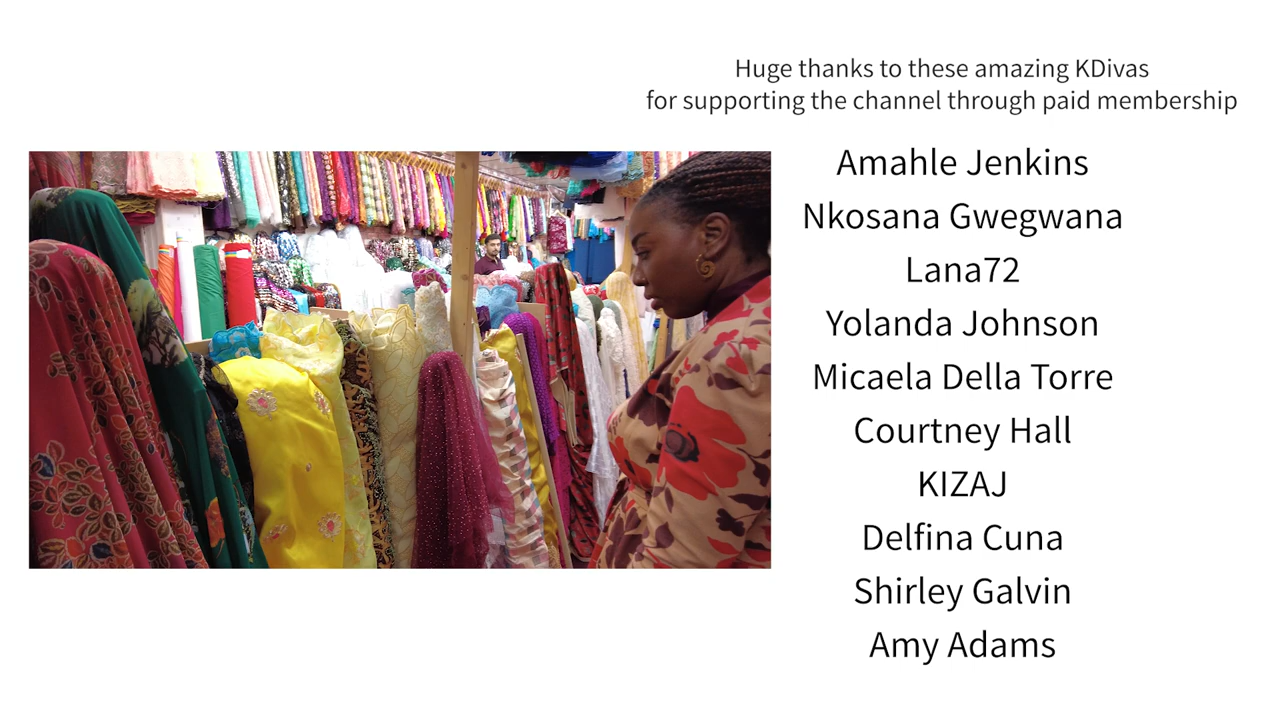 Huge thanks to these amazing KDivas
for supporting the channel through paid membership
Amahle Jenkins
Nkosana Gwegwana
Lana72
Yolanda Johnson
Micaela Della Torre
Courtney Hall
KIZAJ
Delfina Cuna
Shirley Galvin
Amy Adams